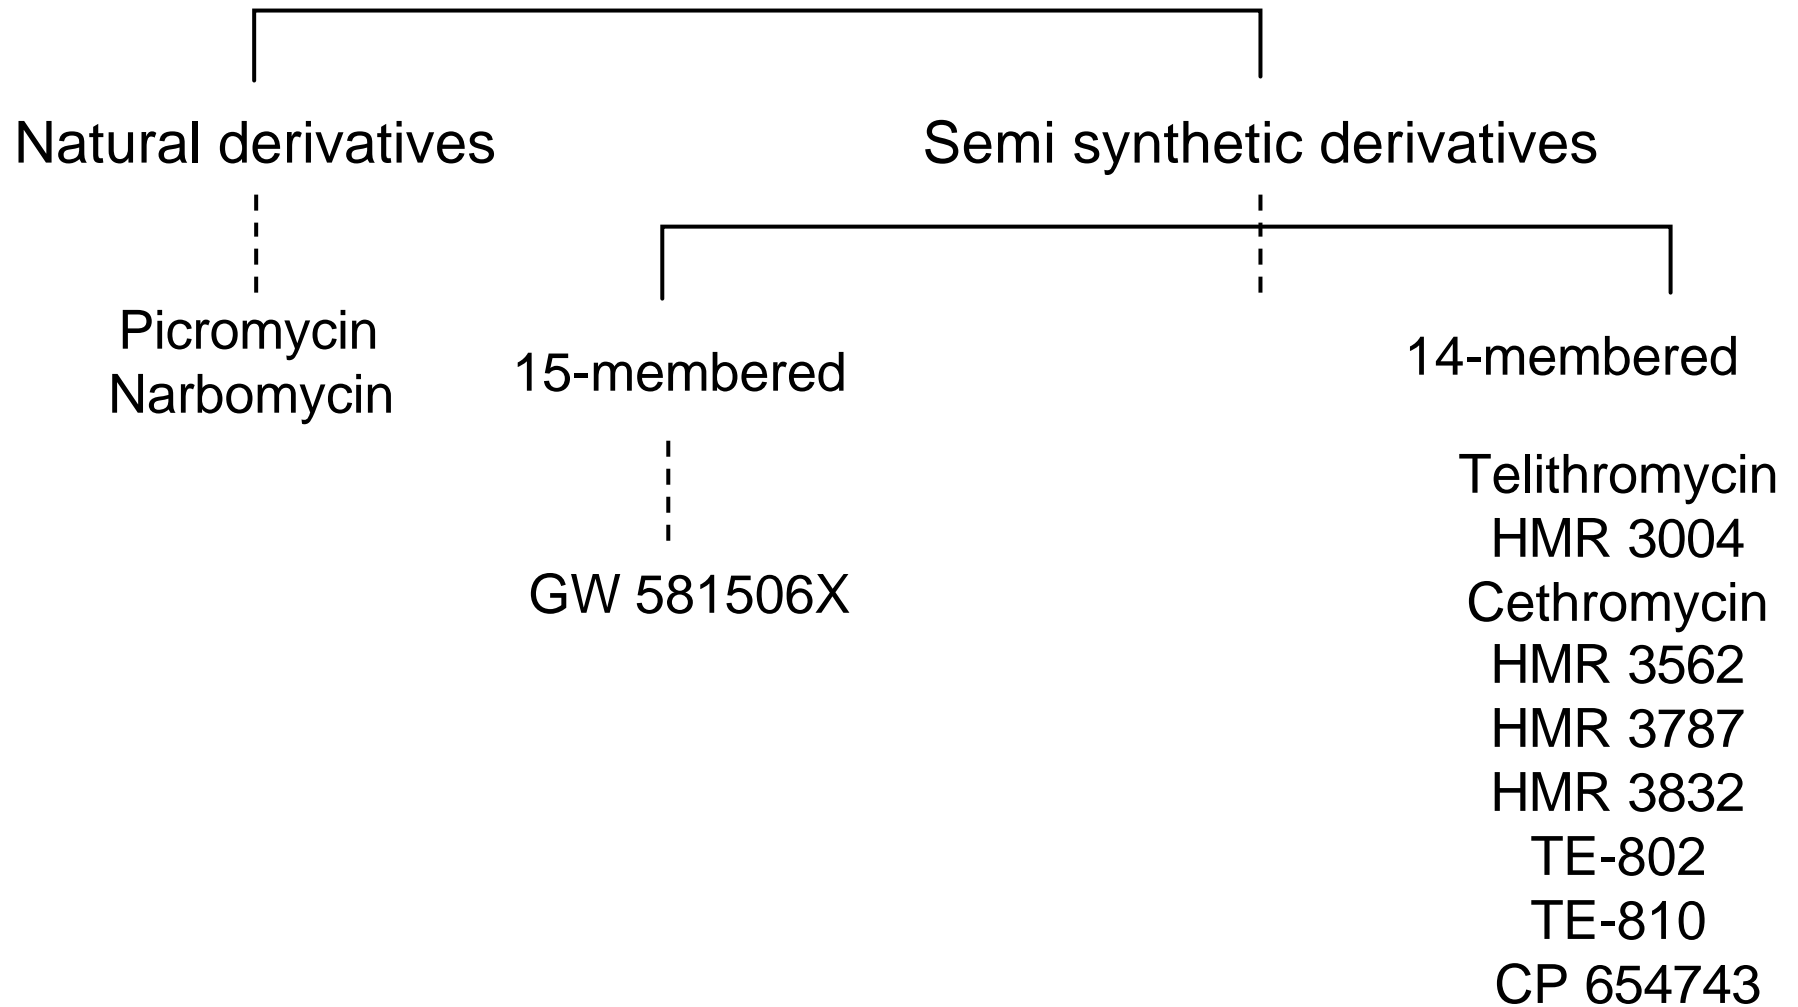 Natural derivatives
Semi synthetic derivatives
Picromycin
Narbomycin
15-membered
14-membered
GW 581506X
Telithromycin
HMR 3004
Cethromycin
HMR 3562
HMR 3787
HMR 3832
TE-802
TE-810
CP 654743